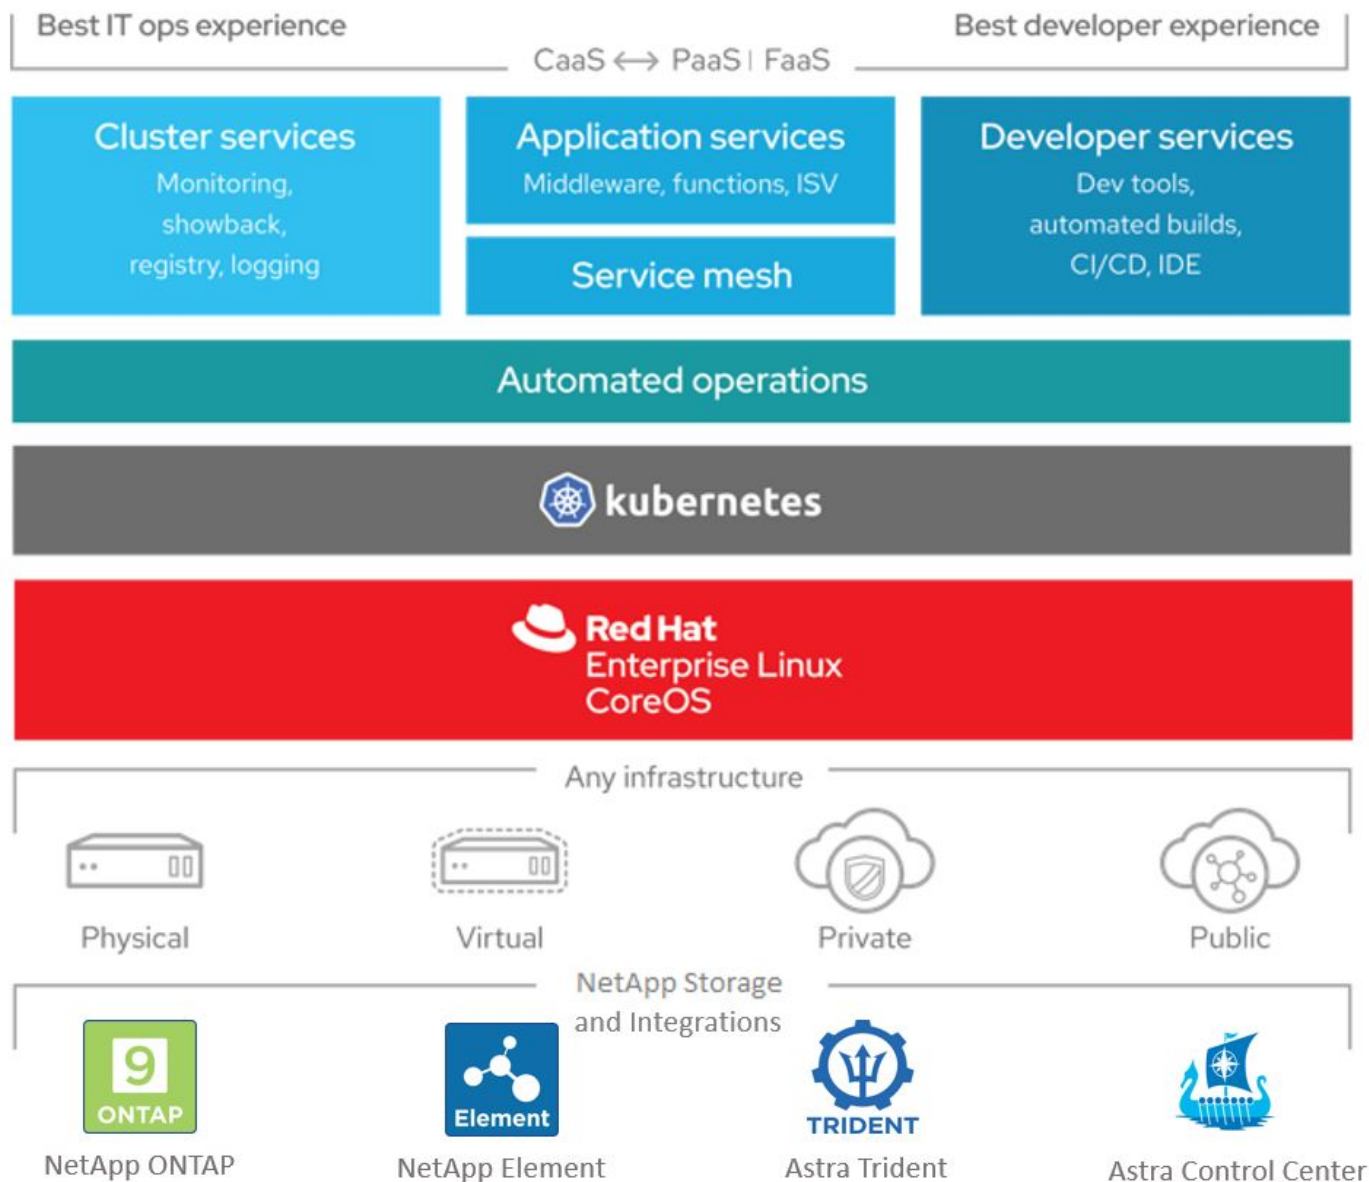 Best IT ops experience
Best developer experience
CaaS ↔ PaaS | FaaS
Cluster services
Monitoring,
showback,
registry, logging
Application services
Middleware, functions, ISV
Service mesh
Developer services
Dev tools,
automated builds,
CI/CD, IDE
Automated operations
kubernetes
Red Hat
Enterprise Linux
CoreOS
Any infrastructure
Physical
Virtual
Private
Public
NetApp Storage
and Integrations
9
ONTAP
NetApp ONTAP
Element
NetApp Element
TRIDENT
Astra Trident
Astra Control Center